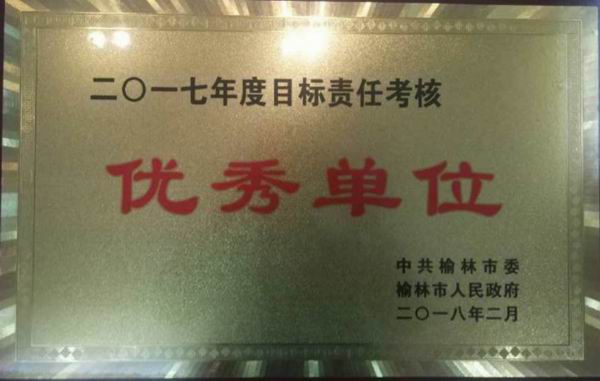 二〇一七年度目标责任考核
优秀单位
中共榆林市委
榆林市人民政府
二〇一八年二月